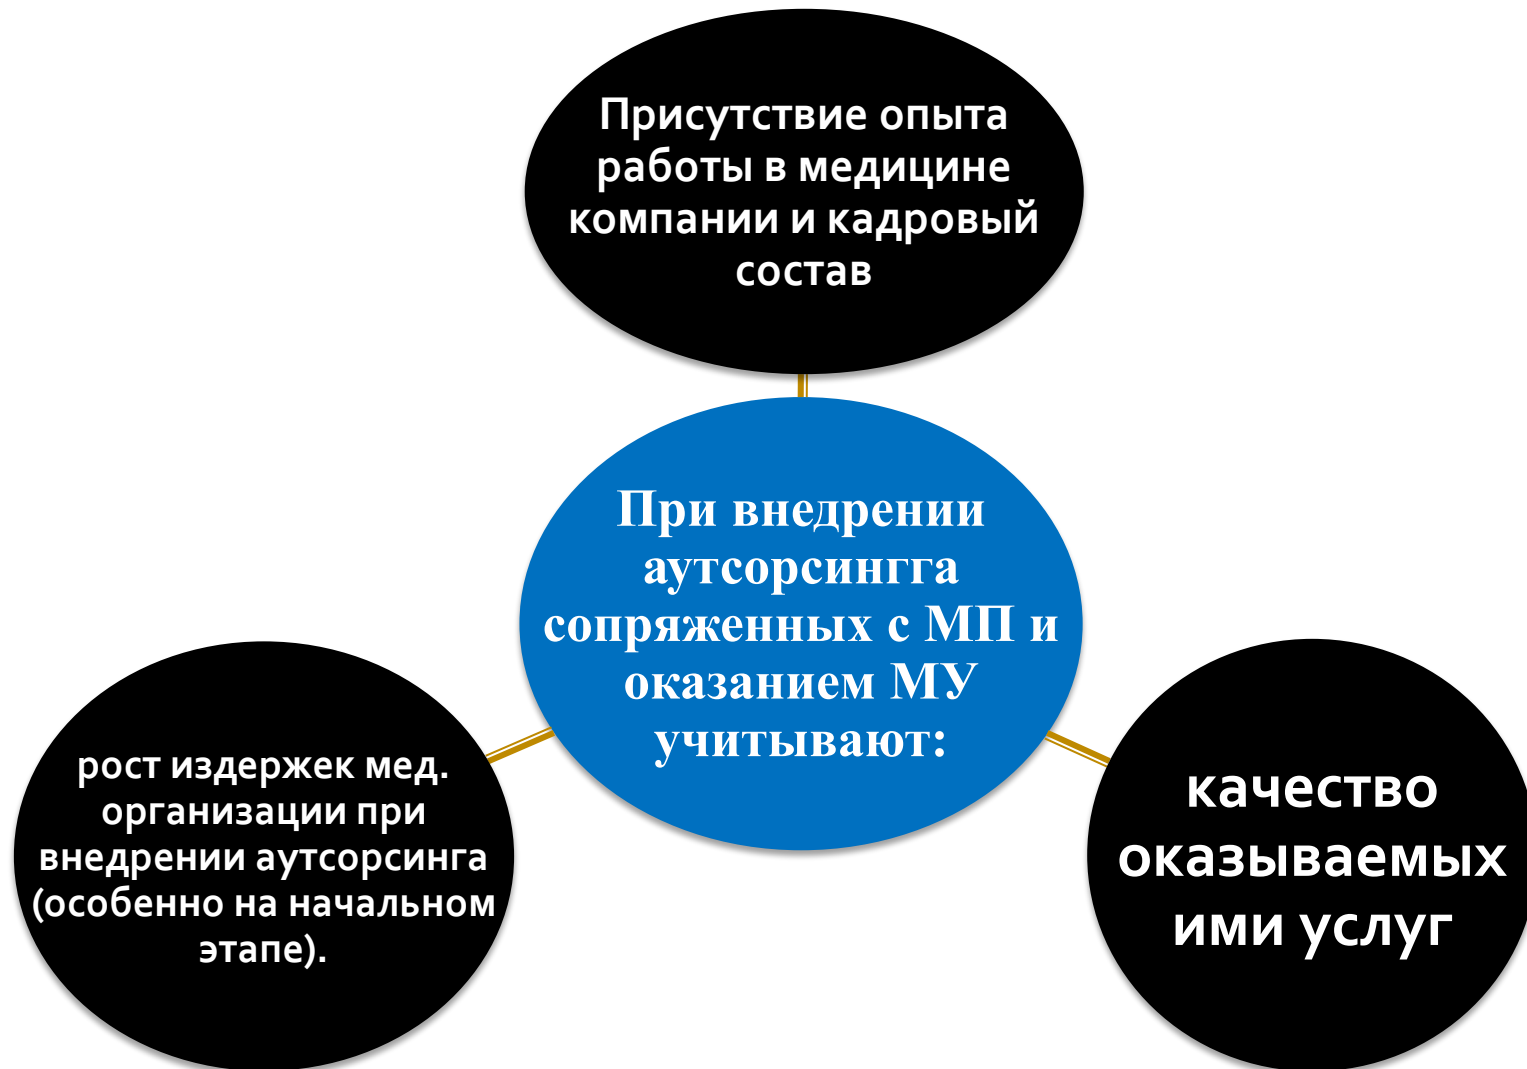 Присутствие опыта
работы в медицине
компании и кадровый
состав
При внедрении
аутсорсингга
сопряженных с МП и
оказанием МУ
учитывают:
рост издержек мед.
организации при
внедрении аутсорсинга
(особенно на начальном
этапе).
качество
оказываемых
ими услуг